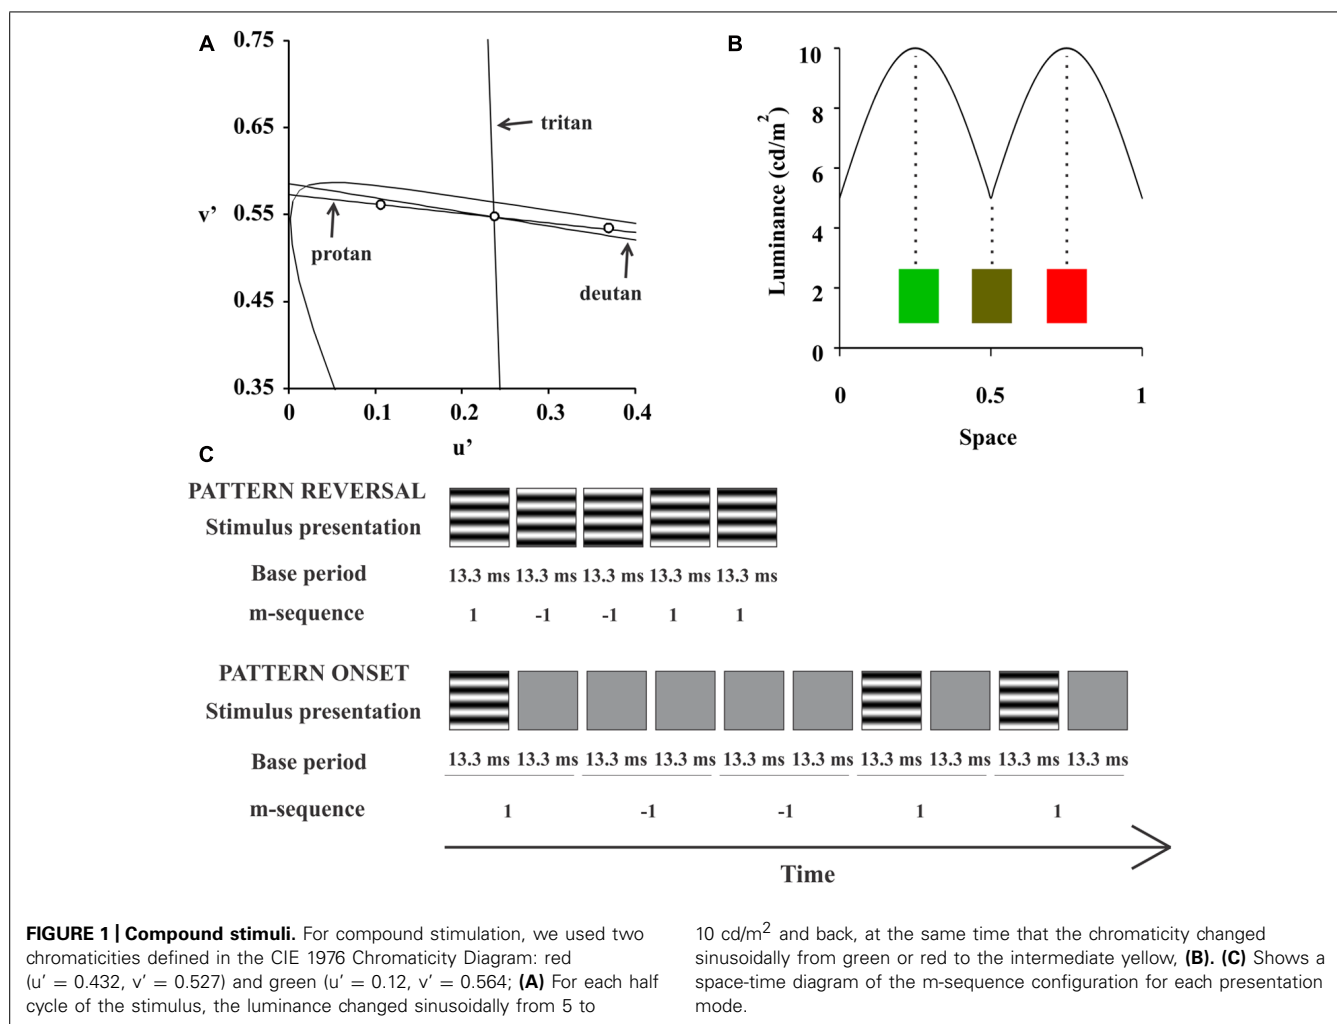 A
0.75
0.65
v' 0.55
0.45
0.35
0 0.1 0.2 0.3 0.4
u'
tritan
protan
deutan
B
10
8
6
4
2
0
Luminance (cd/m²)
0 0.5 1
Space
C
PATTERN REVERSAL
Stimulus presentation
Base period 13.3 ms 13.3 ms 13.3 ms 13.3 ms 13.3 ms
m-sequence 1 -1 -1 1 1
PATTERN ONSET
Stimulus presentation
Base period 13.3 ms 13.3 ms 13.3 ms 13.3 ms 13.3 ms 13.3 ms 13.3 ms 13.3 ms 13.3 ms 13.3 ms
m-sequence 1 -1 -1 1 1
Time
FIGURE 1 | Compound stimuli. For compound stimulation, we used two
chromaticities defined in the CIE 1976 Chromaticity Diagram: red
(u' = 0.432, v' = 0.527) and green (u' = 0.12, v' = 0.564; (A) For each half
cycle of the stimulus, the luminance changed sinusoidally from 5 to
10 cd/m² and back, at the same time that the chromaticity changed
sinusoidally from green or red to the intermediate yellow, (B). (C) Shows a
space-time diagram of the m-sequence configuration for each presentation
mode.